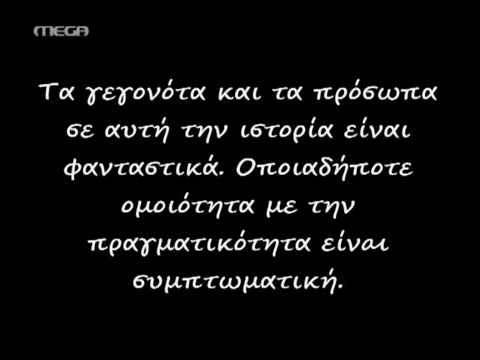 MEGA
Τα γεγονότα και τα πρόσωπα
σε αυτή την ιστορία είναι
φανταστικά. Οποιαδήποτε
ομοιότητα με την
πραγματικότητα είναι
συμπτωματική.